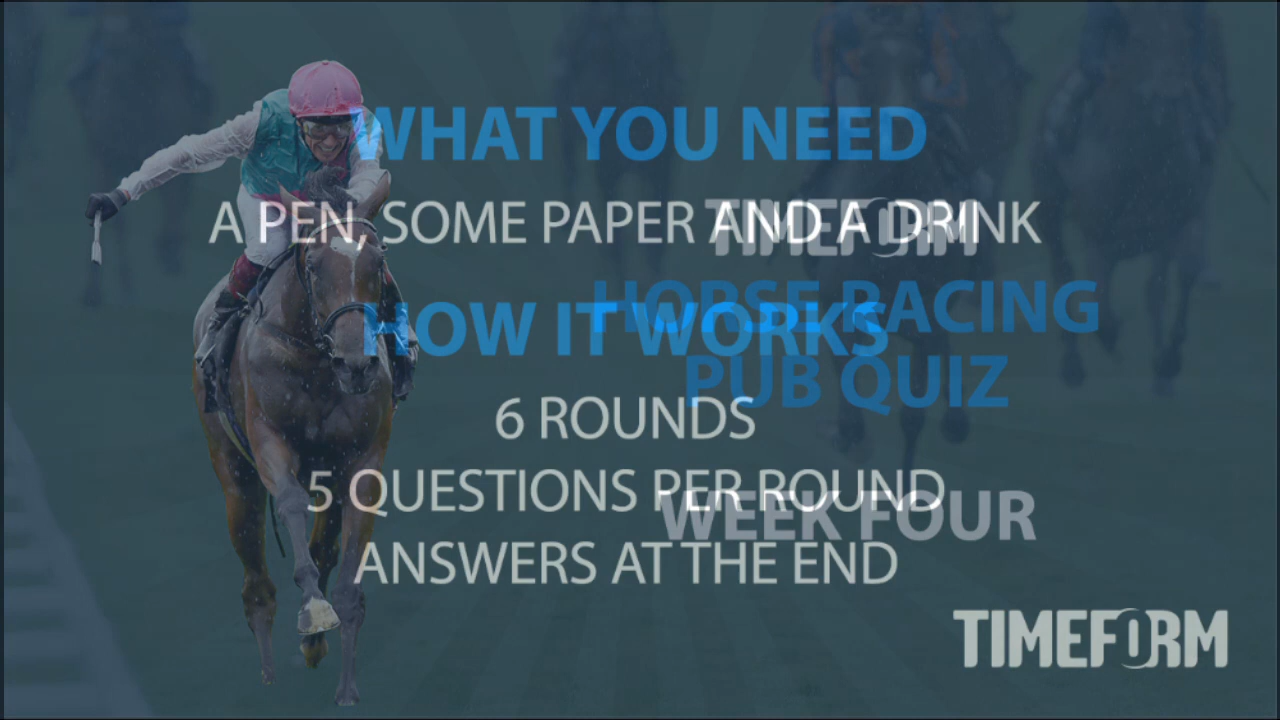 WHAT YOU NEED
A PEN, SOME PAPER AND A DRINK
TIMEFORM
HORSE RACING
HOW IT WORKS
PUB QUIZ
6 ROUNDS
5 QUESTIONS PER ROUND
WEEK FOUR
ANSWERS AT THE END
TIMEFORM